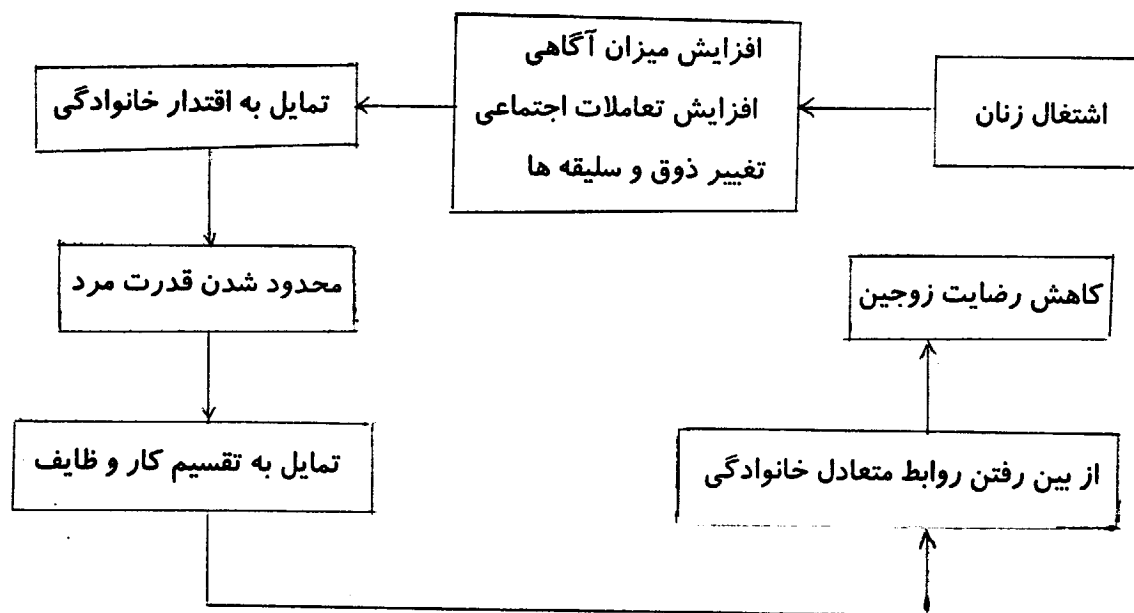 اشتغال زنان
افزایش میزان آگاهی
افزایش تعاملات اجتماعی
تغییر ذوق و سلیقه ها
تمایل به اقتدار خانوادگی
محدود شدن قدرت مرد
تمایل به تقسیم کار و ظایف
از بین رفتن روابط متعادل خانوادگی
کاهش رضایت زوجین